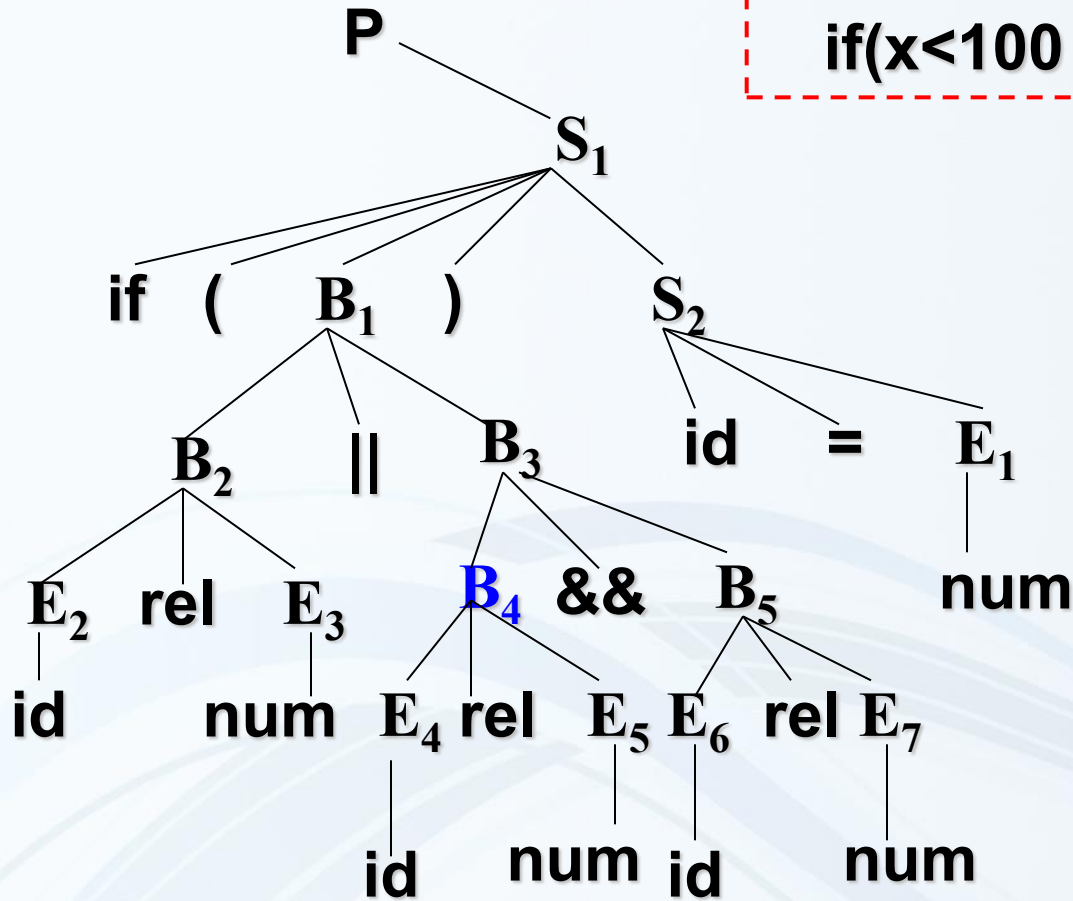 P
if(x<100
S₁
if ( B₁ ) S₂
B₂ || B₃ id = E₁
E₂ rel E₃ B₄ && B₅ num
id num E₄ rel E₅ E₆ rel E₇
id num id num